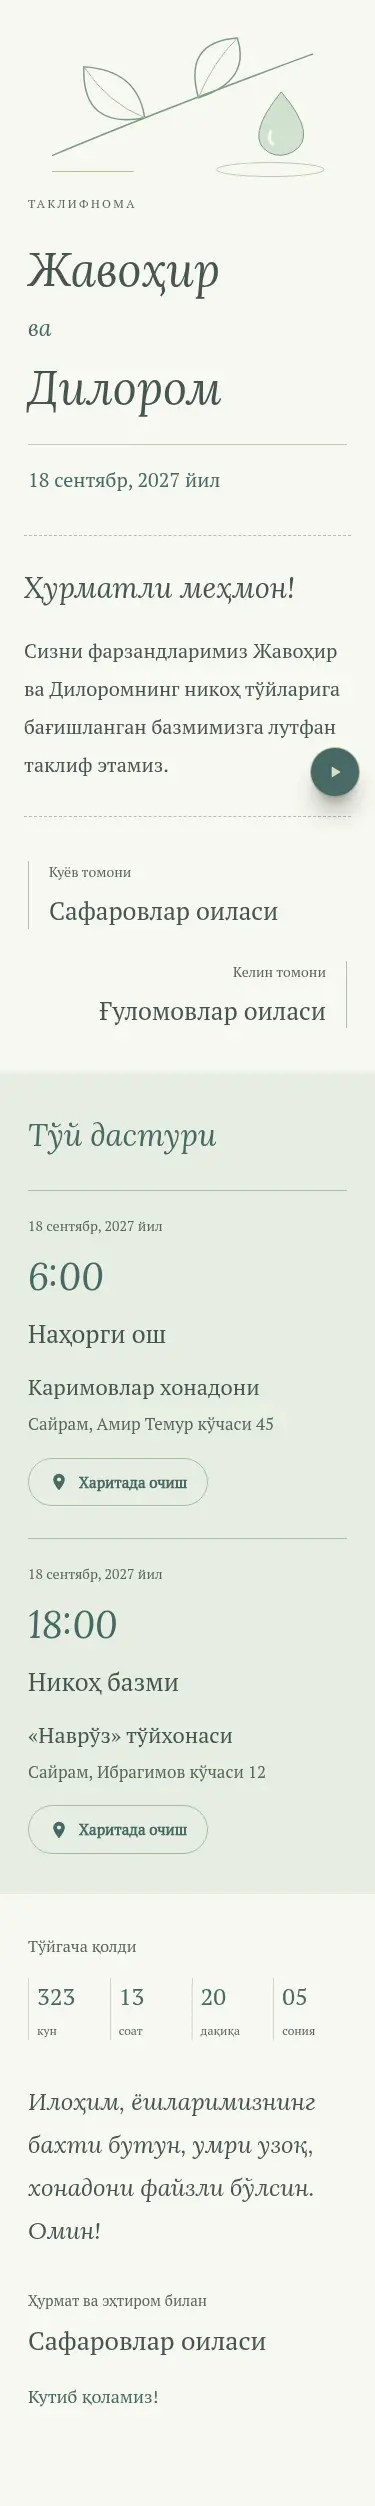 ТАКЛИФНОМА
Жавоҳир
ва
Дилором
18 сентябр, 2027 йил
Ҳурматли меҳмон!
Сизни фарзандларимиз Жавоҳир
ва Дилоромнинг никоҳ тўйларига
бағишланган базмимизга лутфан
таклиф этамиз.
Куёв томони
Сафаровлар оиласи
Келин томони
Ғуломовлар оиласи
Тўй дастури
18 сентябр, 2027 йил
6:00
Наҳорги ош
Каримовлар хонадони
Сайрам, Амир Темур кўчаси 45
Харитада очиш
18 сентябр, 2027 йил
18:00
Никоҳ базми
«Наврўз» тўйхонаси
Сайрам, Ибрагимов кўчаси 12
Харитада очиш
Тўйгача қолди
323 13 20 05
кун соат дақиқа сония
Илоҳим, ёшларимизнинг
бахти бутун, умри узоқ,
хонадони файзли бўлсин.
Омин!
Ҳурмат ва эҳтиром билан
Сафаровлар оиласи
Кутиб қоламиз!